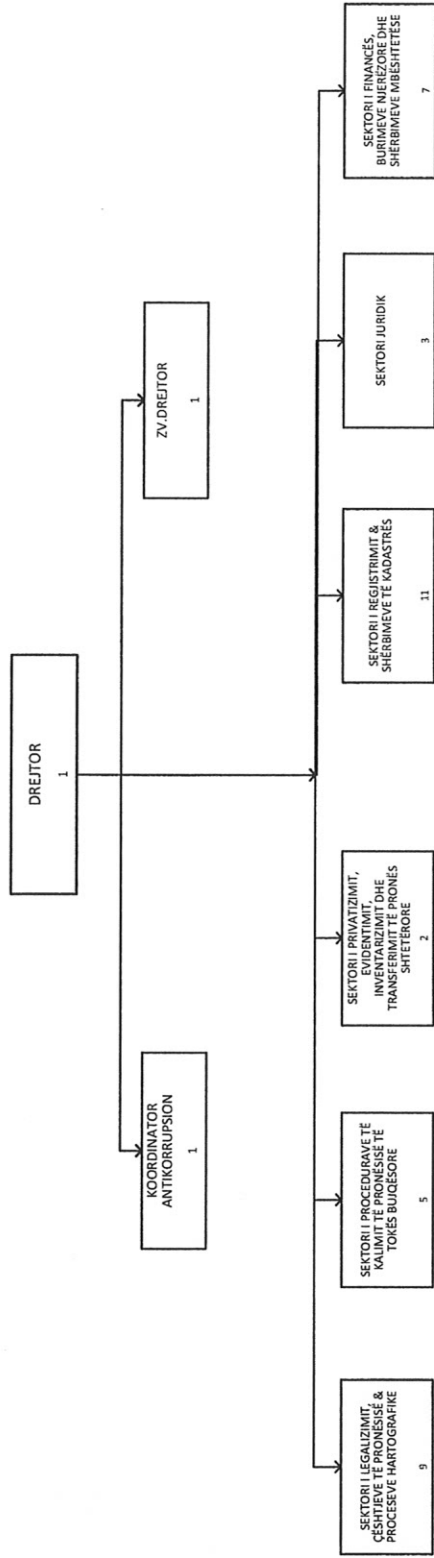 DREJTOR
1
KOORDINATOR
ANTIKORRUPSION
1
ZV.DREJTOR
1
SEKTORI I LEGALIZIMIT,
ÇËSHTJEVE TË PRONËSISË &
PROCESEVE HARTOGRAFIKE
9
SEKTORI I PROCEDURAVE TË
KALIMIT TË PRONËSISË TË
TOKËS BUJQËSORE
5
SEKTORI I PRIVATIZIMIT,
EVIDENTIMIT,
INVENTARIZIMIT DHE
TRANSFERIMIT TË PRONËS
SHTETËRORE
2
SEKTORI I REGJISTRIMIT &
SHËRBIMEVE TË KADASTRËS
11
SEKTORI JURIDIK
3
SEKTORI I FINANCËS,
BURIMEVE NJERËZORE DHE
SHËRBIMEVE MBËSHTETËSE
7